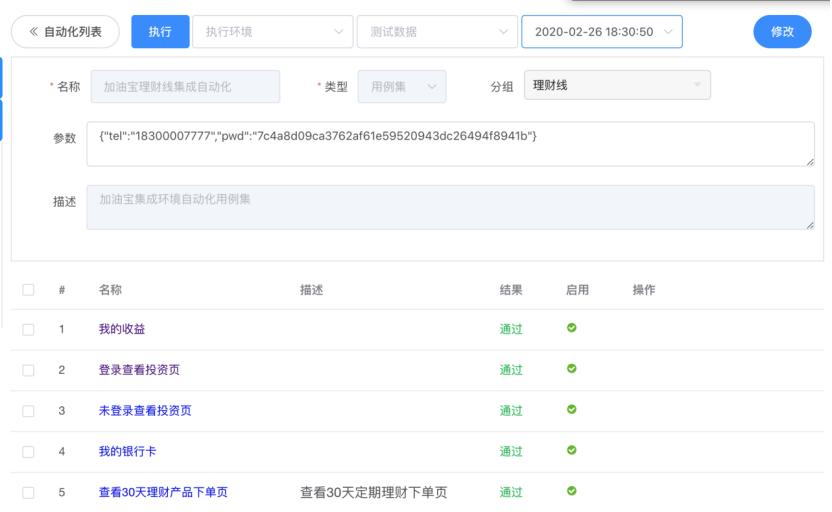 « 自动化列表 执行 执行环境 测试数据 2020-02-26 18:30:50 修改
* 名称 加油宝理财线集成自动化 * 类型 用例集 分组 理财线
参数 {"tel":"18300007777","pwd":"7c4a8d09ca3762af61e59520943dc26494f8941b"}
描述 加油宝集成环境自动化用例集
# 名称 描述 结果 启用 操作
1 我的收益 通过
2 登录查看投资页 通过
3 未登录查看投资页 通过
4 我的银行卡 通过
5 查看30天理财产品下单页 查看30天定期理财下单页 通过